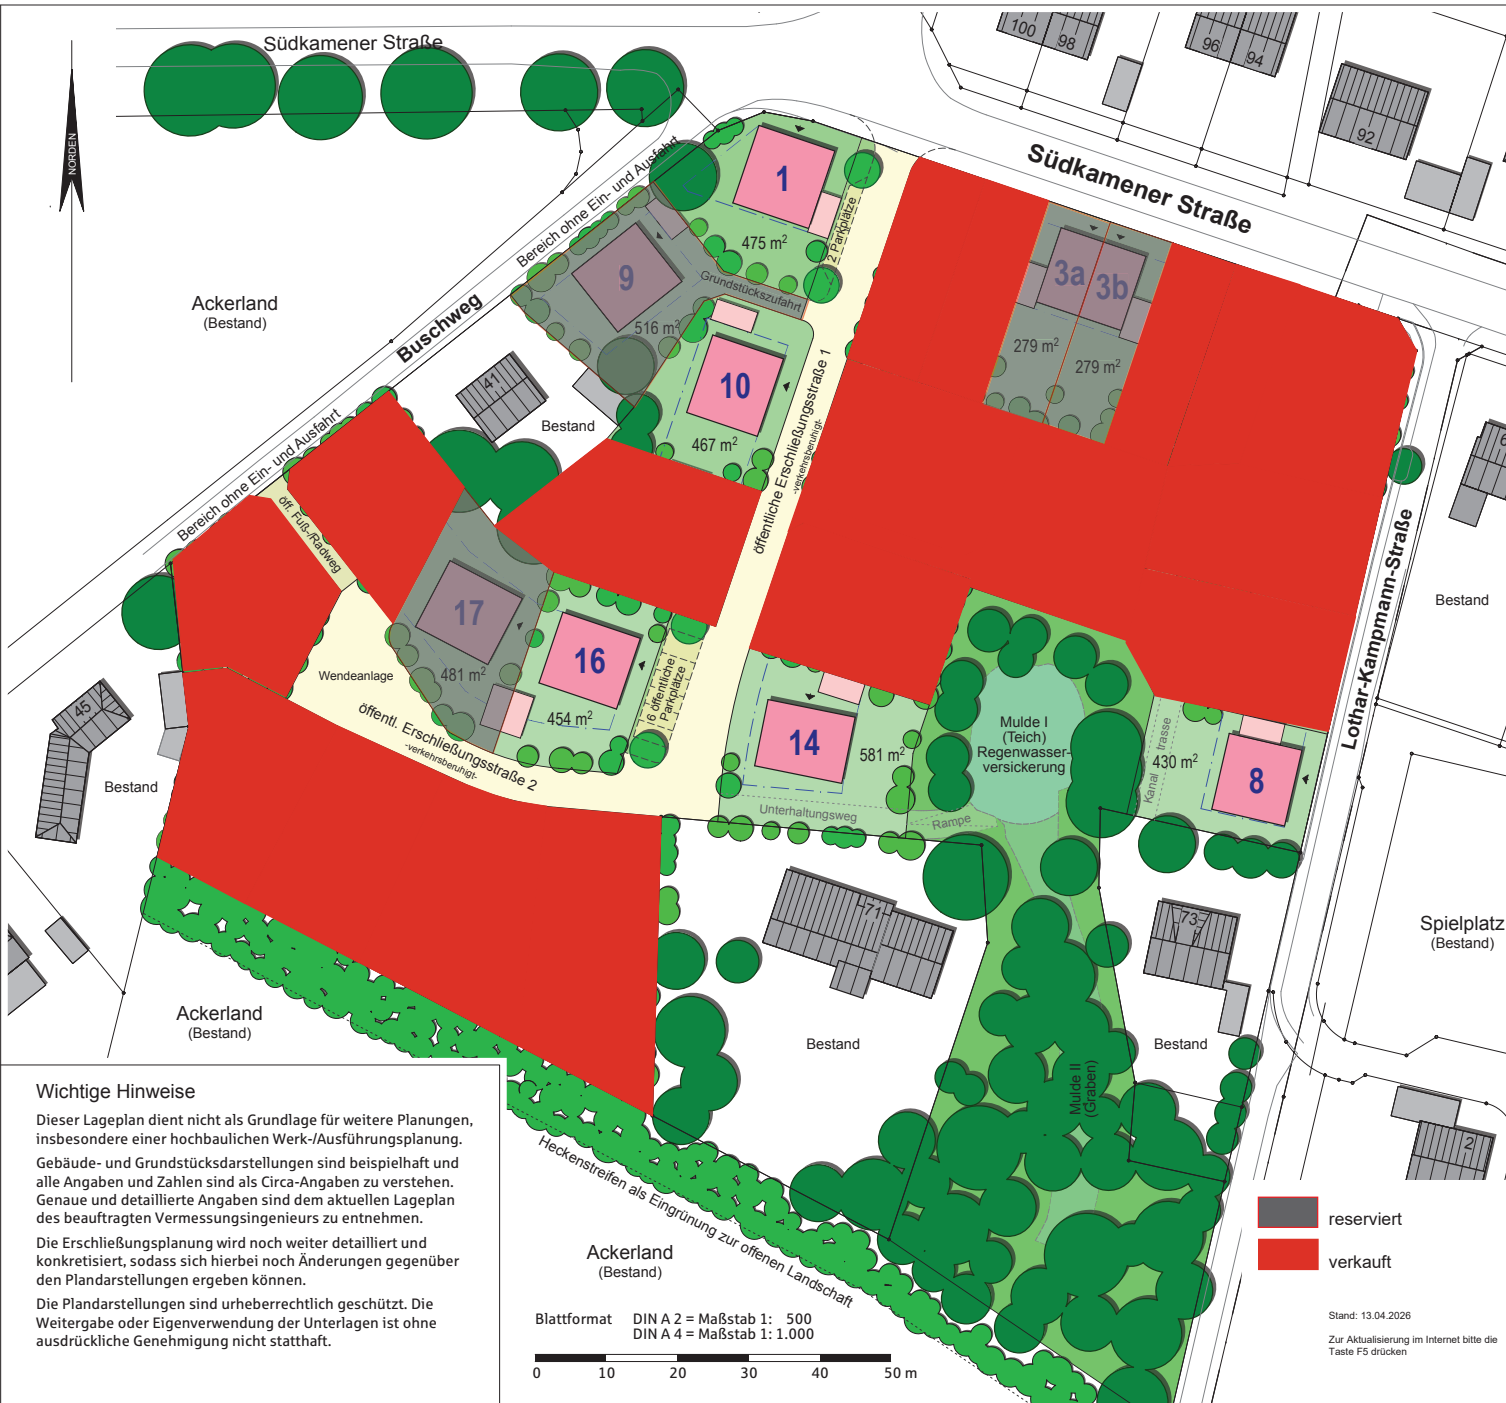 Südkamener Straße
NORDEN
100
98
96
94
92
Südkamener Straße
Bereich ohne Ein- und Ausfahrt
1
475 m²
2 Parkplätze
3a
3b
279 m²
279 m²
9
516 m²
Grundstückszufahrt
Ackerland
(Bestand)
Buschweg
10
467 m²
öffentliche Erschließungsstraße 1
-verkehrsberuhigt-
41
Bestand
Bereich ohne Ein- und Ausfahrt
öff. Fuß-/Radweg
17
481 m²
16
454 m²
6 öffentliche
Parkplätze
Wendeanlage
öffentl. Erschließungsstraße 2
-verkehrsberuhigt-
45
Bestand
14
581 m²
Unterhaltungsweg
Rampe
Mulde I
(Teich)
Regenwasser-
versickerung
Kanal trasse
430 m²
8
Lothar-Kampmann-Straße
6
Bestand
71
73
Spielplatz
(Bestand)
Ackerland
(Bestand)
Bestand
Bestand
Mulde II
(Graben)
2
Heckenstreifen als Eingrünung zur offenen Landschaft
Ackerland
(Bestand)
Wichtige Hinweise
Dieser Lageplan dient nicht als Grundlage für weitere Planungen,
insbesondere einer hochbaulichen Werk-/Ausführungsplanung.
Gebäude- und Grundstücksdarstellungen sind beispielhaft und
alle Angaben und Zahlen sind als Circa-Angaben zu verstehen.
Genaue und detaillierte Angaben sind dem aktuellen Lageplan
des beauftragten Vermessungsingenieurs zu entnehmen.
Die Erschließungsplanung wird noch weiter detailliert und
konkretisiert, sodass sich hierbei noch Änderungen gegenüber
den Plandarstellungen ergeben können.
Die Plandarstellungen sind urheberrechtlich geschützt. Die
Weitergabe oder Eigenverwendung der Unterlagen ist ohne
ausdrückliche Genehmigung nicht statthaft.
Blattformat DIN A 2 = Maßstab 1: 500
DIN A 4 = Maßstab 1: 1.000
0 10 20 30 40 50 m
reserviert
verkauft
Stand: 13.04.2026
Zur Aktualisierung im Internet bitte die
Taste F5 drücken